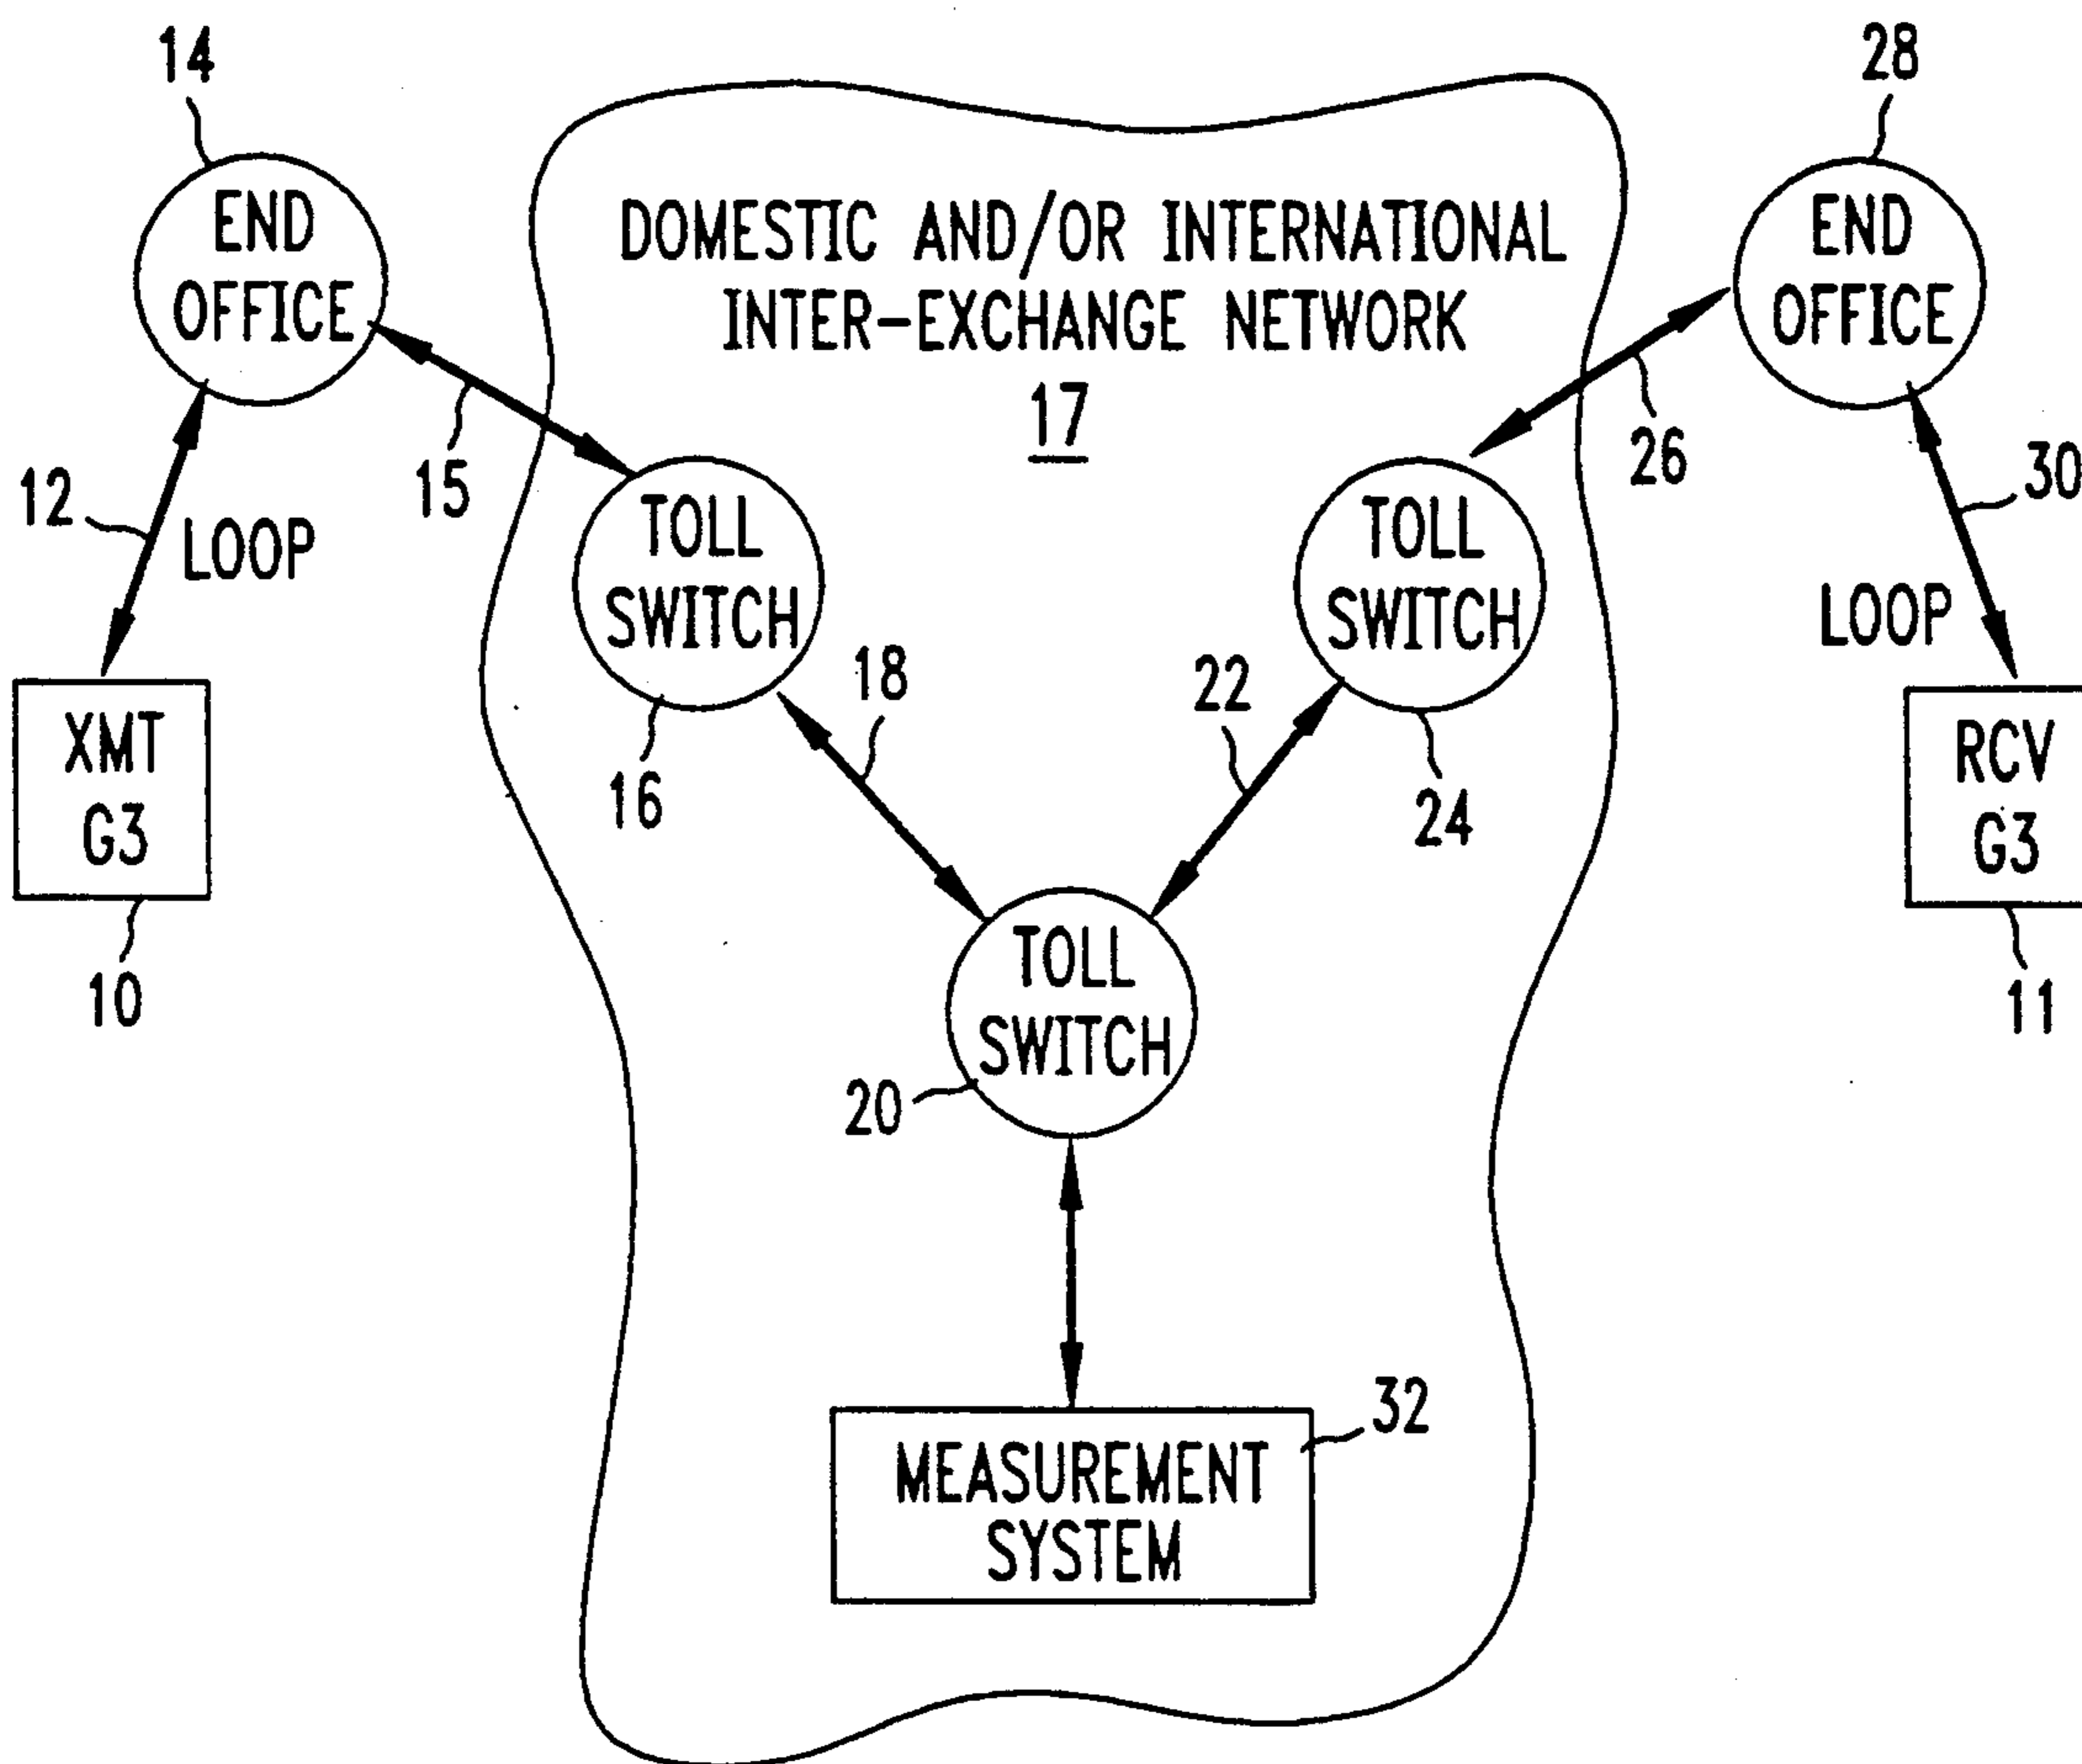 14
28
END
OFFICE
DOMESTIC AND/OR INTERNATIONAL
INTER-EXCHANGE NETWORK
17
END
OFFICE
12
LOOP
15
26
30
TOLL
SWITCH
TOLL
SWITCH
LOOP
18
22
XMT
G3
16
24
RCV
G3
10
11
TOLL
SWITCH
20
32
MEASUREMENT
SYSTEM